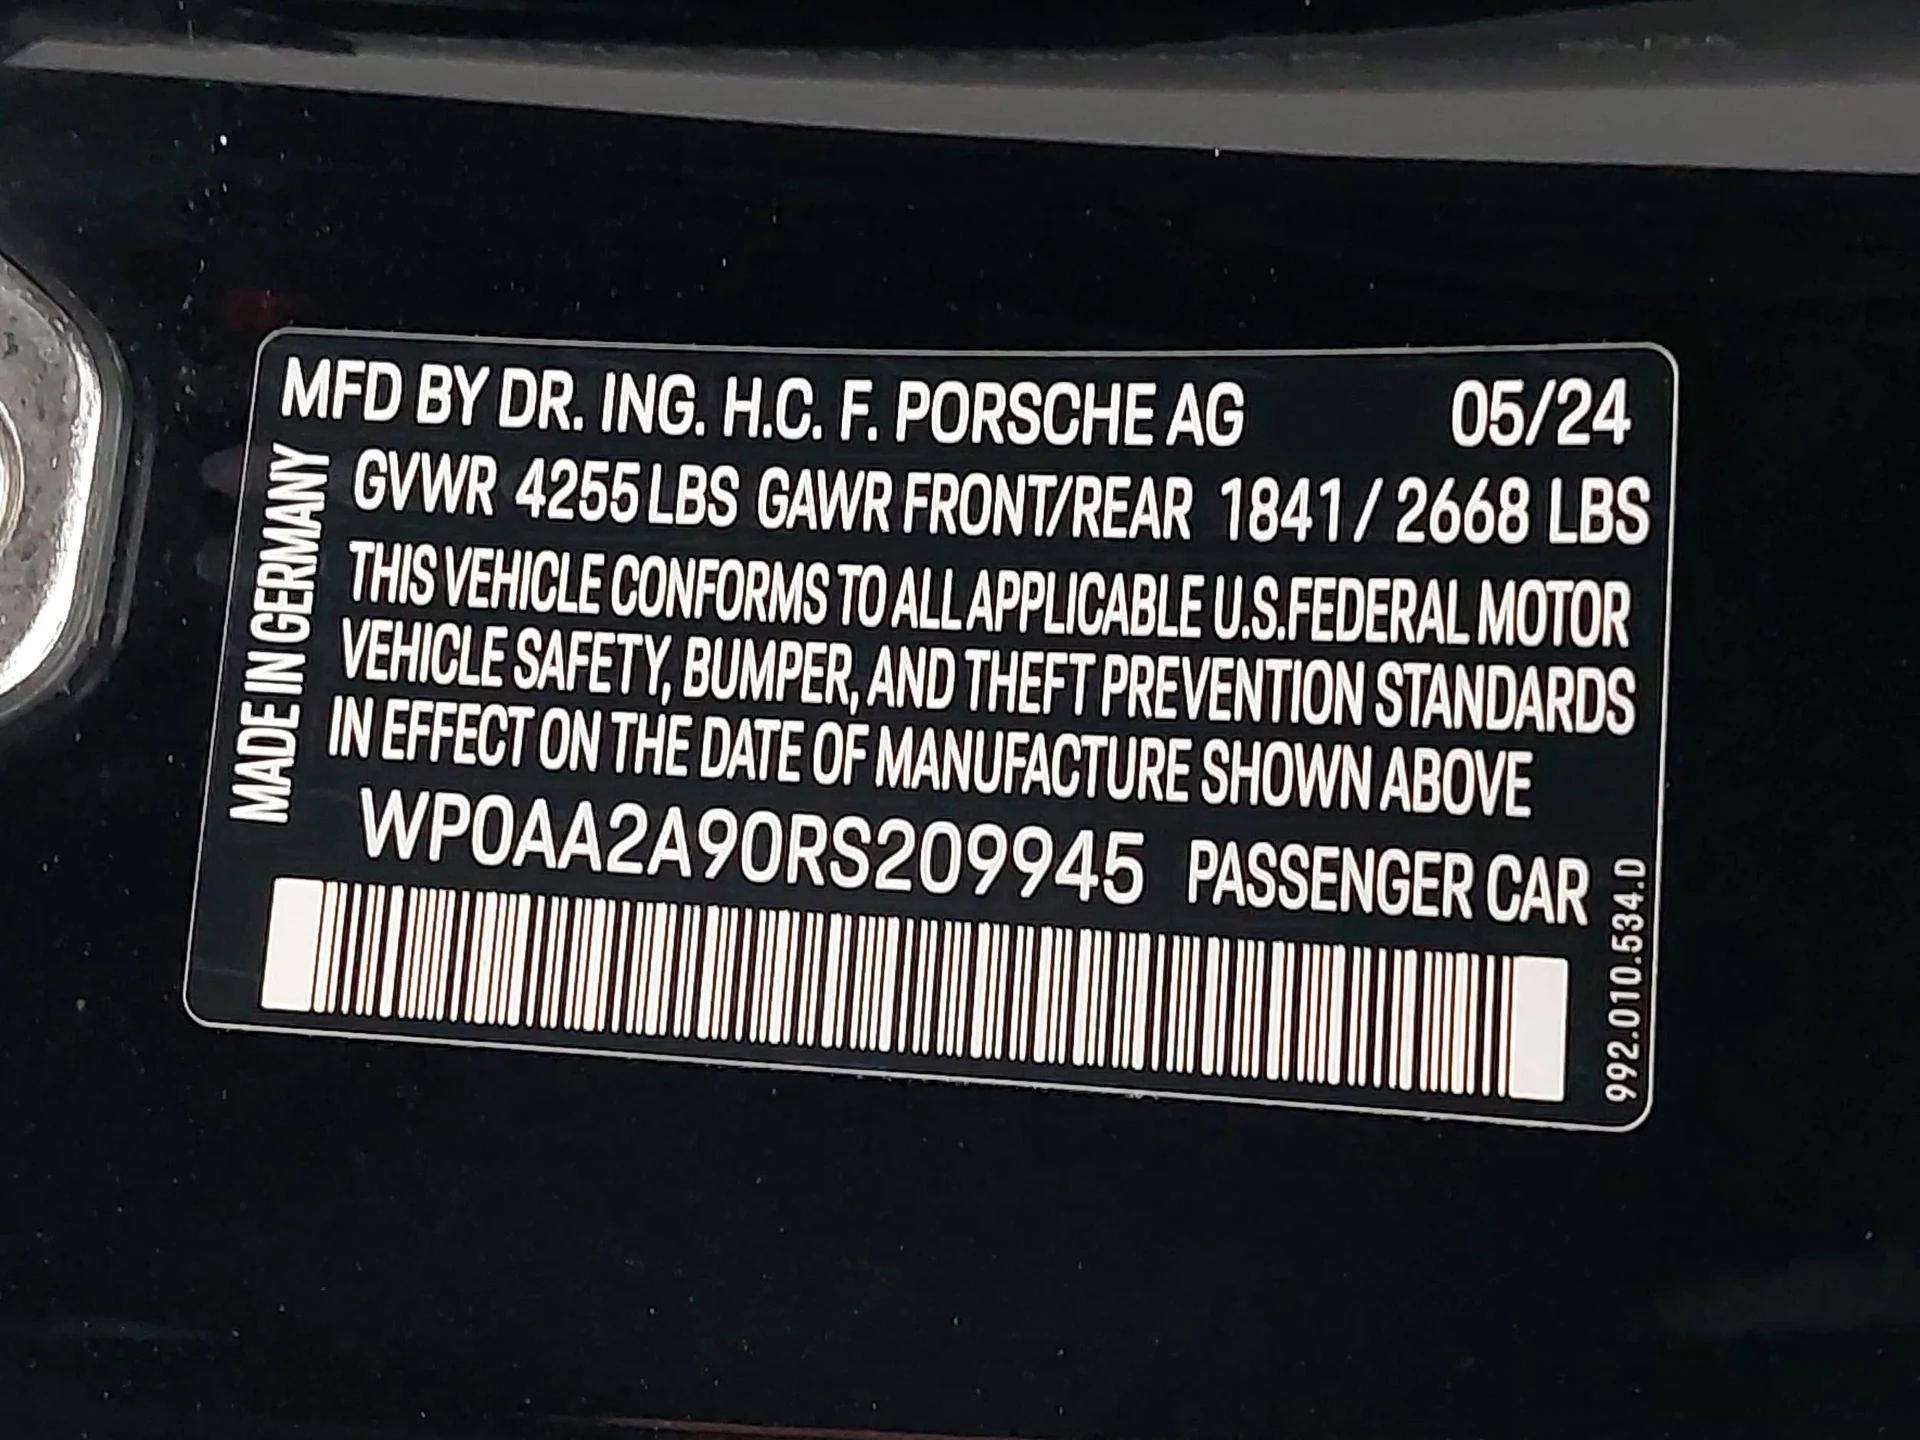 MFD BY DR. ING. H.C. F. PORSCHE AG 05/24
GVWR 4255 LBS GAWR FRONT/REAR 1841 / 2668 LBS
THIS VEHICLE CONFORMS TO ALL APPLICABLE U.S.FEDERAL MOTOR
VEHICLE SAFETY, BUMPER, AND THEFT PREVENTION STANDARDS
IN EFFECT ON THE DATE OF MANUFACTURE SHOWN ABOVE
WP0AA2A90RS209945 PASSENGER CAR
MADE IN GERMANY
992.010.534.D